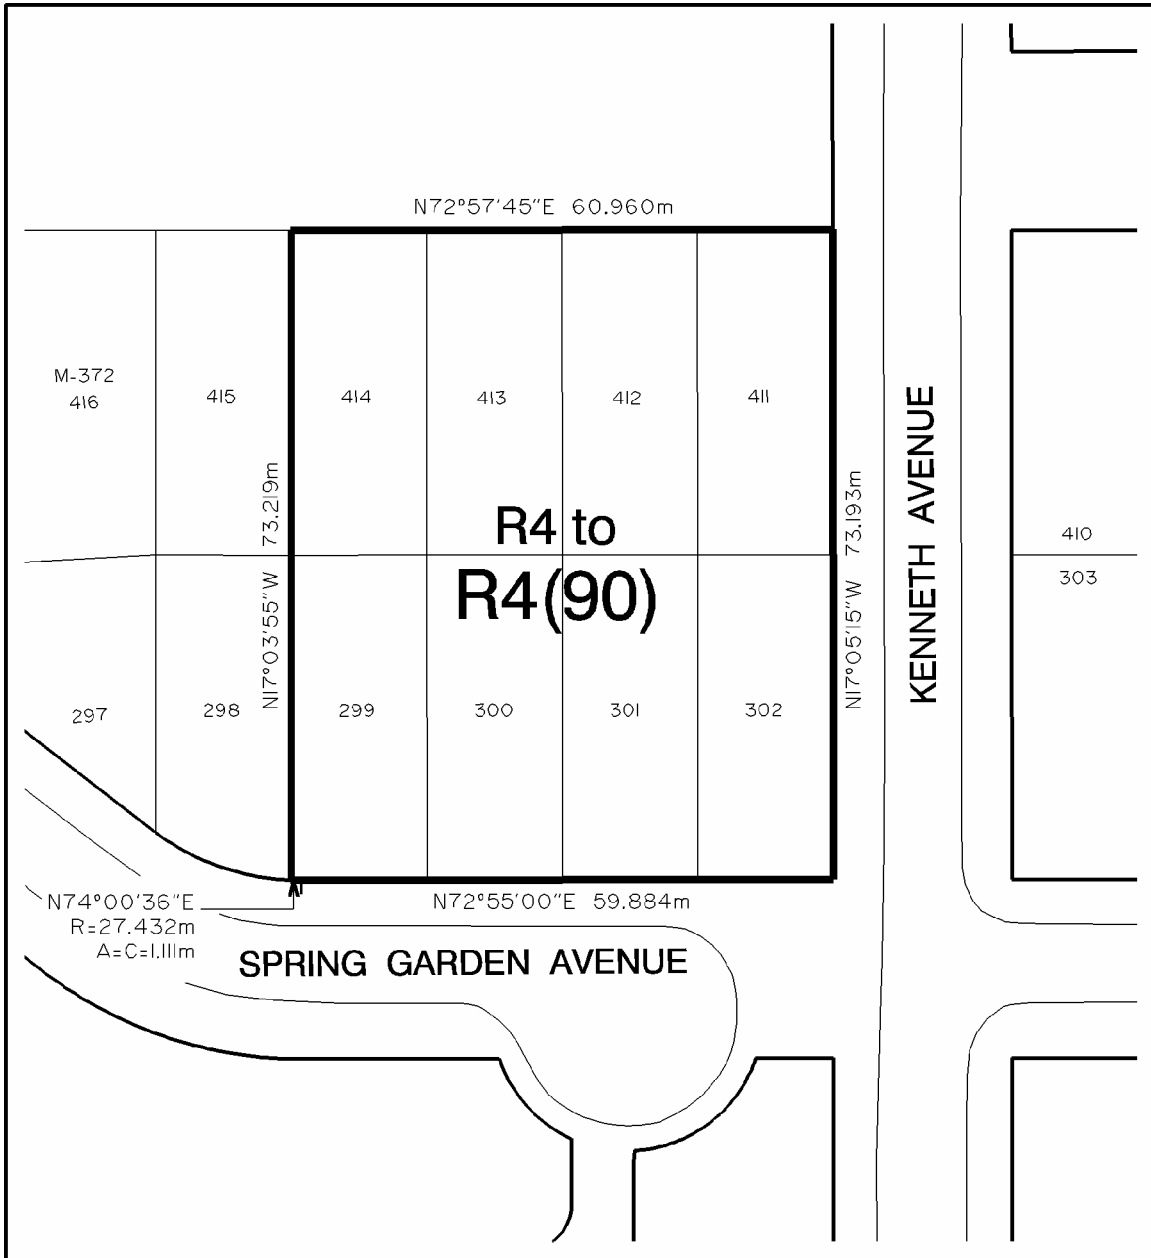 N72°57'45"E 60.960m
M-372
416
415
414
413
412
411
N17°03'55"W 73.219m
R4 to
R4(90)
N17°05'15"W 73.193m
KENNETH AVENUE
410
303
297
298
299
300
301
302
N74°00'36"E
R=27.432m
A=C=1.111m
N72°55'00"E 59.884m
SPRING GARDEN AVENUE